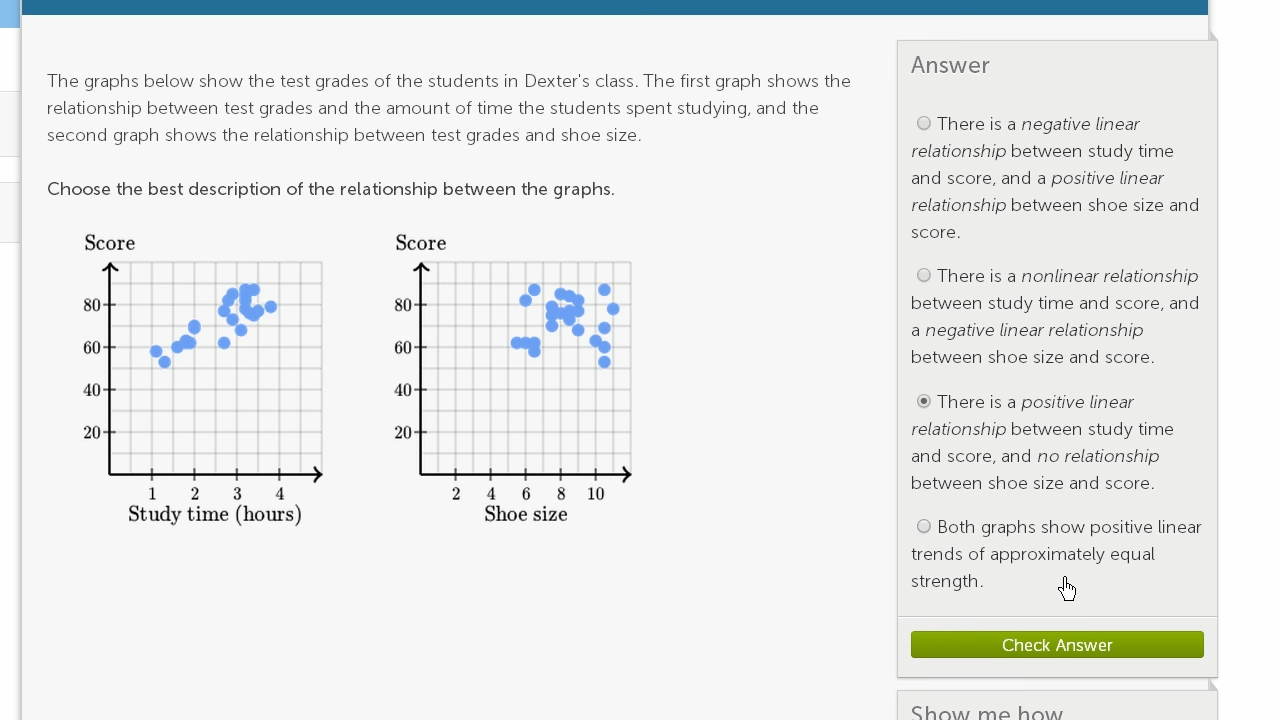 The graphs below show the test grades of the students in Dexter's class. The first graph shows the
relationship between test grades and the amount of time the students spent studying, and the
second graph shows the relationship between test grades and shoe size.
Choose the best description of the relationship between the graphs.
Score
80
60
40
20
1 2 3 4
Study time (hours)
Score
80
60
40
20
2 4 6 8 10
Shoe size
Answer
There is a negative linear
relationship between study time
and score, and a positive linear
relationship between shoe size and
score.
There is a nonlinear relationship
between study time and score, and
a negative linear relationship
between shoe size and score.
There is a positive linear
relationship between study time
and score, and no relationship
between shoe size and score.
Both graphs show positive linear
trends of approximately equal
strength.
Check Answer
Show me how